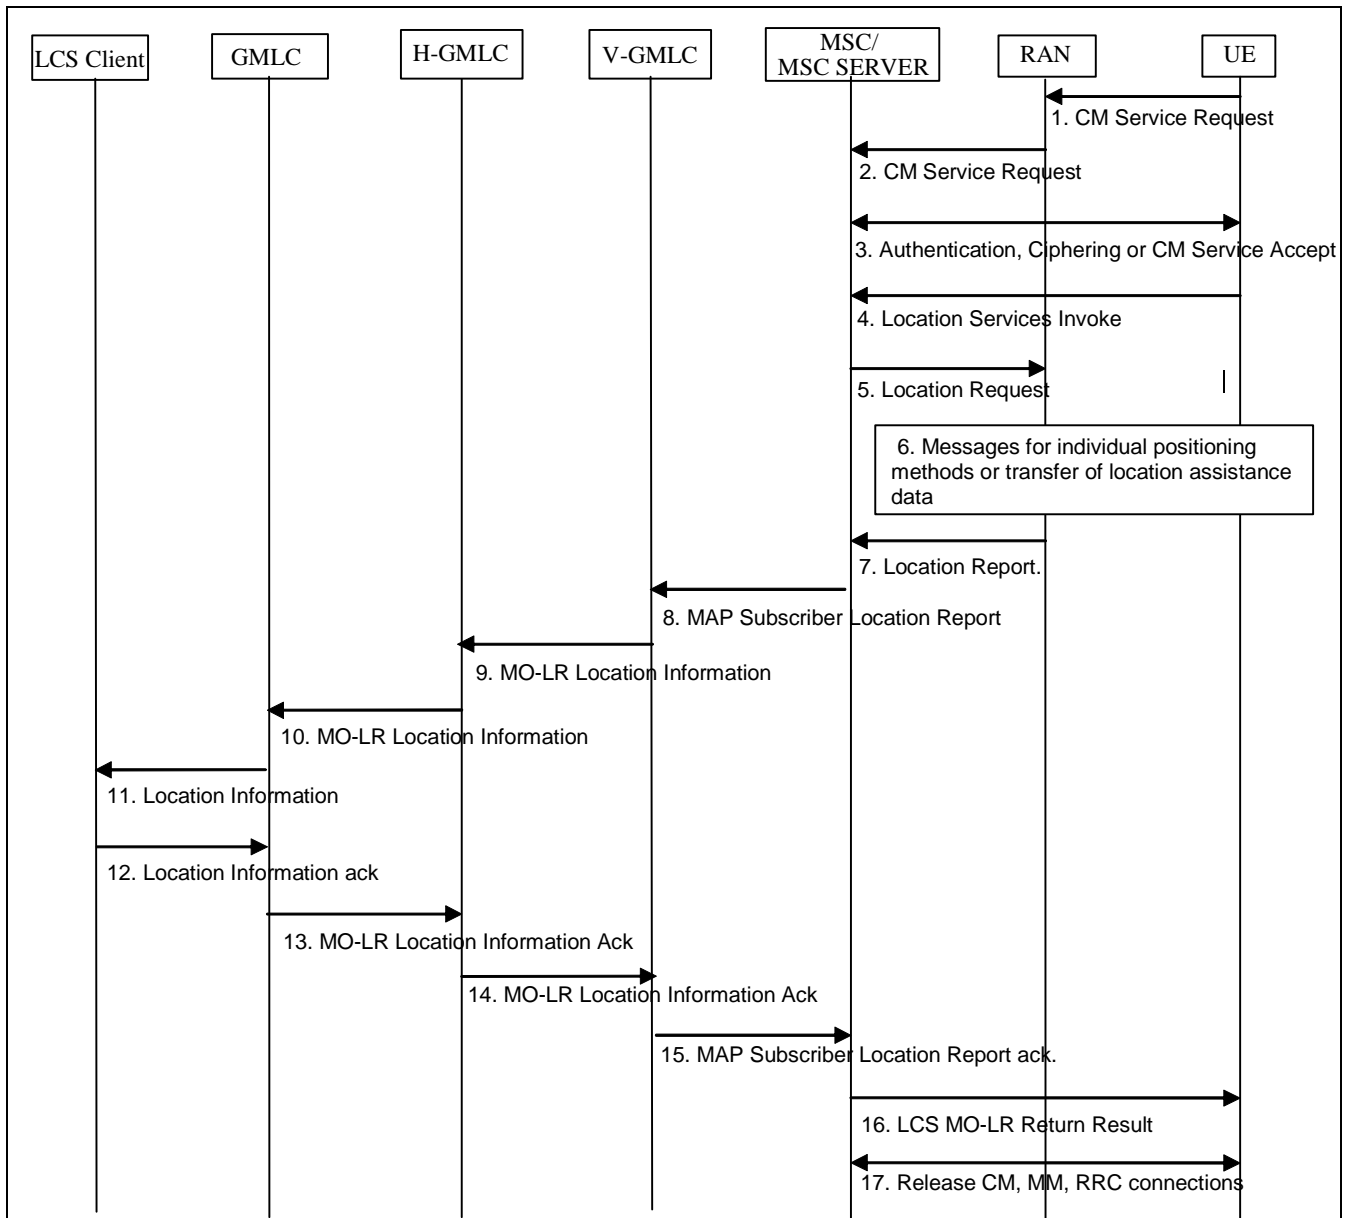 LCS Client
GMLC
H-GMLC
V-GMLC
MSC/
MSC SERVER
RAN
UE
1. CM Service Request
2. CM Service Request
3. Authentication, Ciphering or CM Service Accept
4. Location Services Invoke
5. Location Request
6. Messages for individual positioning
methods or transfer of location assistance
data
7. Location Report.
8. MAP Subscriber Location Report
9. MO-LR Location Information
10. MO-LR Location Information
11. Location Information
12. Location Information ack
13. MO-LR Location Information Ack
14. MO-LR Location Information Ack
15. MAP Subscriber Location Report ack.
16. LCS MO-LR Return Result
17. Release CM, MM, RRC connections